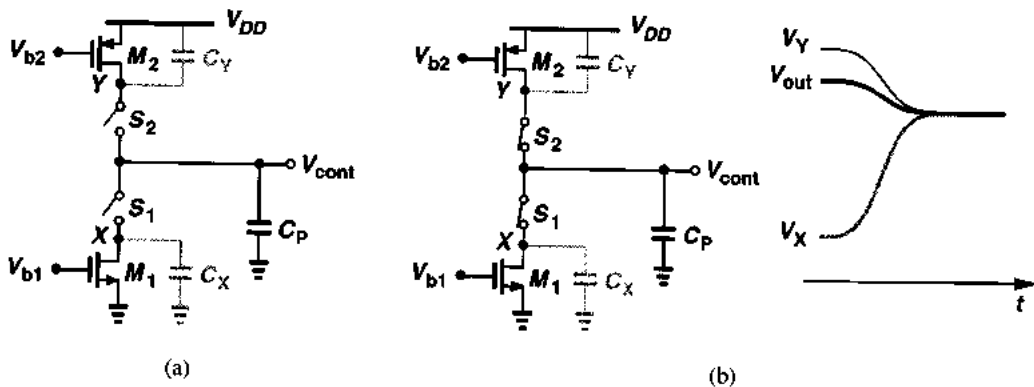 V_DD
V_b2
M_2
C_Y
Y
S_2
V_cont
S_1
C_P
X
V_b1
M_1
C_X
(a)
V_DD
V_b2
M_2
C_Y
Y
S_2
V_cont
S_1
C_P
X
V_b1
M_1
C_X
V_Y
V_out
V_X
t
(b)